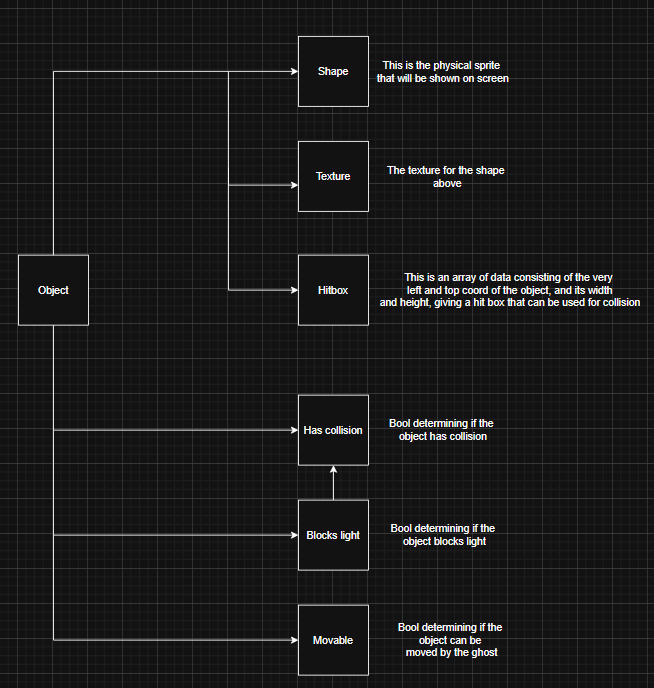 Shape
This is the physical sprite
that will be shown on screen
Texture
The texture for the shape
above
Object
Hitbox
This is an array of data consisting of the very
left and top coord of the object, and its width
and height, giving a hit box that can be used for collision
Has collision
Bool determining if the
object has collision
Blocks light
Bool determining if the
object blocks light
Movable
Bool determining if the
object can be
moved by the ghost